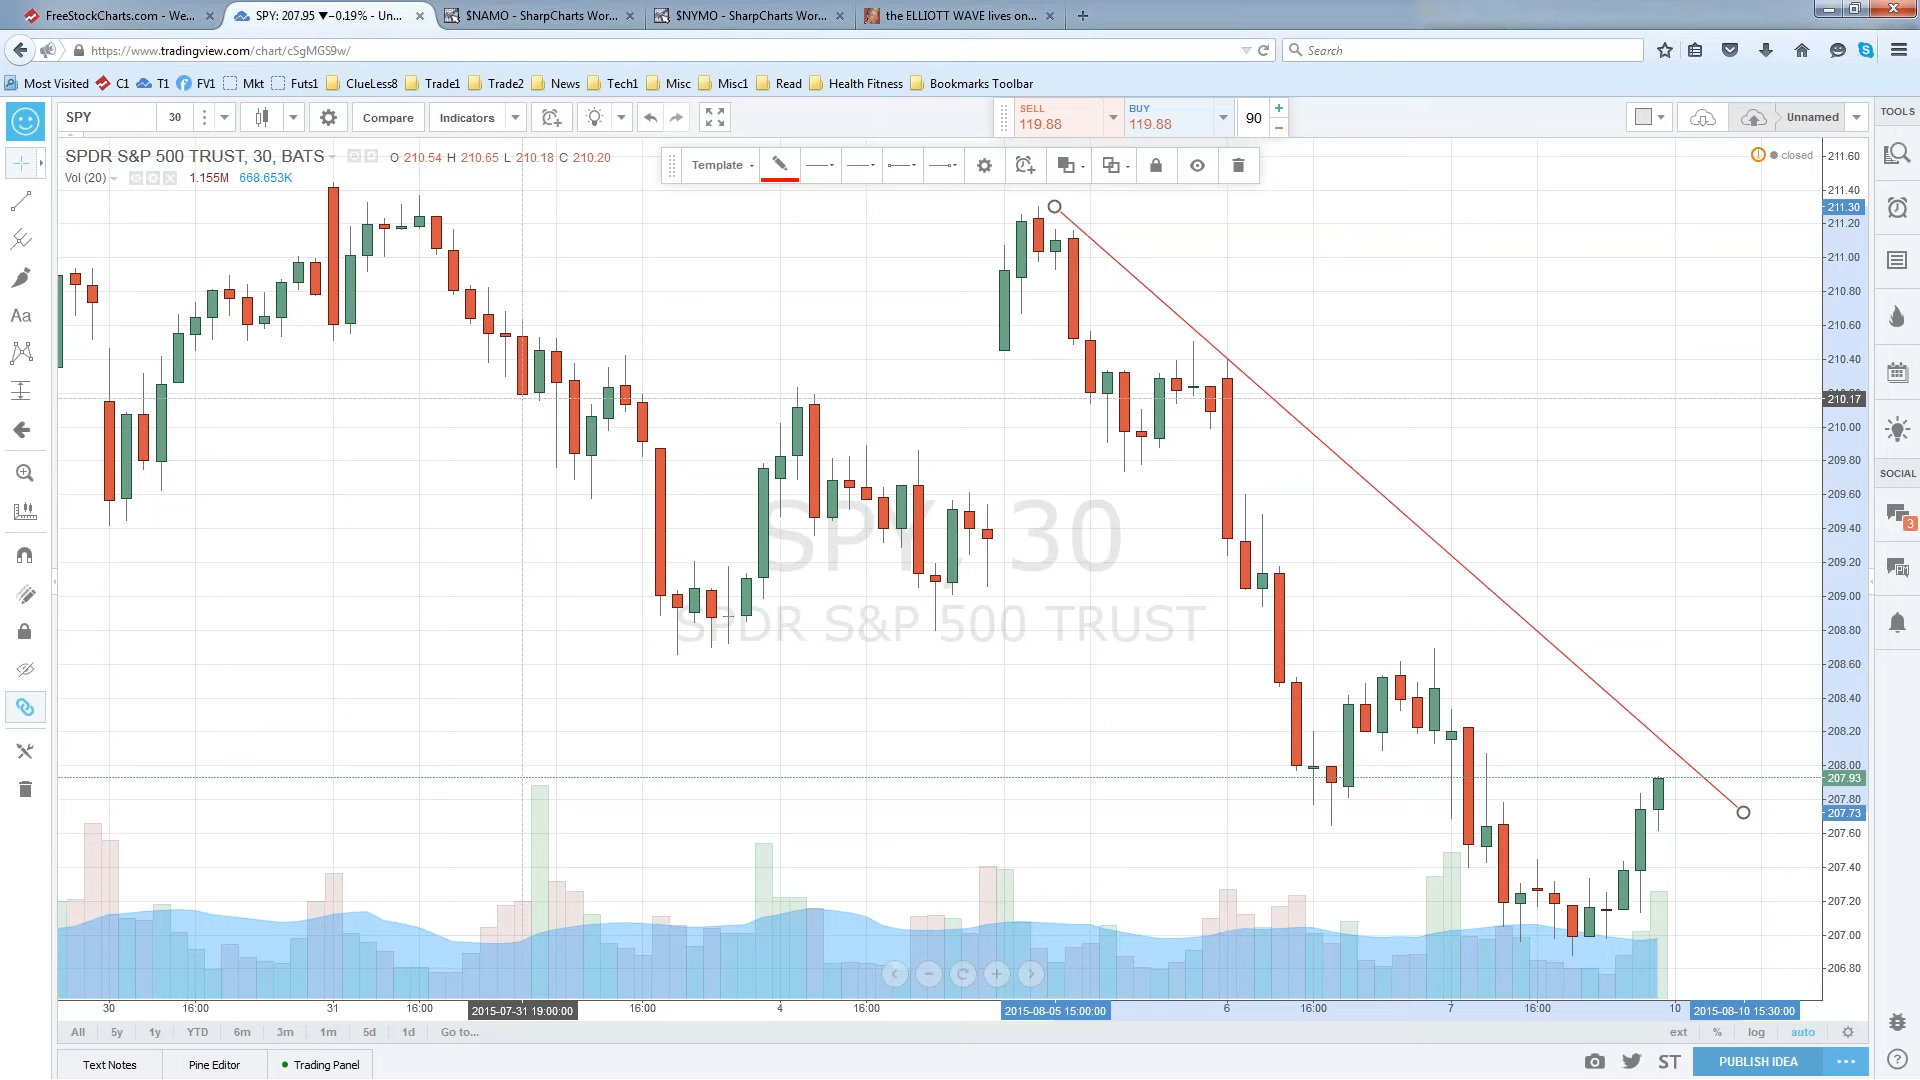 FreeStockCharts.com - We...
SPY: 207.95 ▼−0.19% - Un...
$NAMO - SharpCharts Wor...
$NYMO - SharpCharts Wor...
the ELLIOTT WAVE lives on...
https://www.tradingview.com/chart/cSgMGS9w/
Search
Most Visited C1 T1 FV1 Mkt Futs1 ClueLess8 Trade1 Trade2 News Tech1 Misc Misc1 Read Health Fitness Bookmarks Toolbar
SPY 30 Compare Indicators
SELL
119.88
BUY
119.88
90
Unnamed
TOOLS
SPDR S&P 500 TRUST, 30, BATS O 210.54 H 210.65 L 210.18 C 210.20
Vol (20) 1.155M 668.653K
Template
closed
211.60
211.40
211.30
211.20
211.00
210.80
210.60
210.40
210.17
210.00
209.80
209.60
209.40
209.20
209.00
208.80
208.60
208.40
208.20
208.00
207.93
207.80
207.73
207.60
207.40
207.20
207.00
206.80
SPY, 30
SPDR S&P 500 TRUST
Aa
SOCIAL
3
30 16:00 31 16:00 2015-07-31 19:00:00 16:00 4 16:00 2015-08-05 15:00:00 6 16:00 7 16:00 10 2015-08-10 15:30:00
All 5y 1y YTD 6m 3m 1m 5d 1d Go to... ext % log auto
Text Notes Pine Editor Trading Panel ST PUBLISH IDEA ...